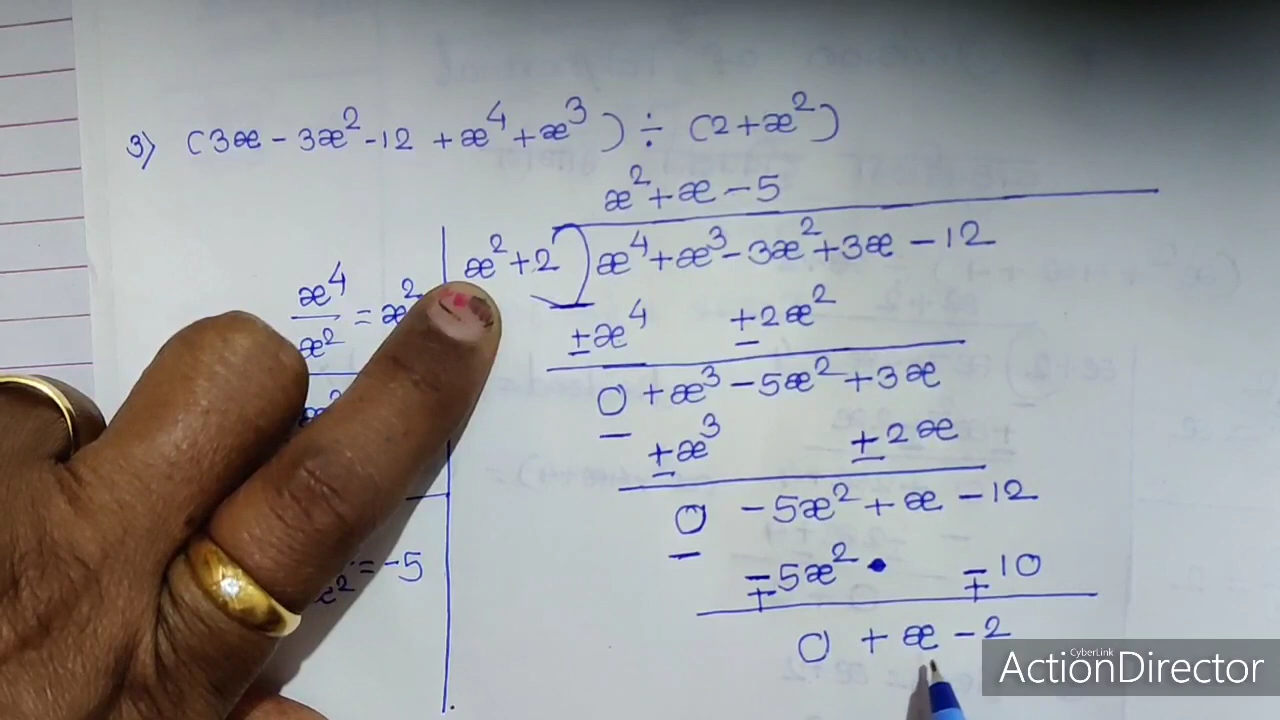 3) (3x - 3x² - 12 + x⁴ + x³) ÷ (2 + x²)
x² + x - 5
x² + 2 ) x⁴ + x³ - 3x² + 3x - 12
x⁴/x² = x²
± x⁴ ± 2x²
0 + x³ - 5x² + 3x
± x³ ± 2x
0 - 5x² + x - 12
∓ 5x² ∓ 10
x² = -5
0 + x - 2
CyberLink
ActionDirector